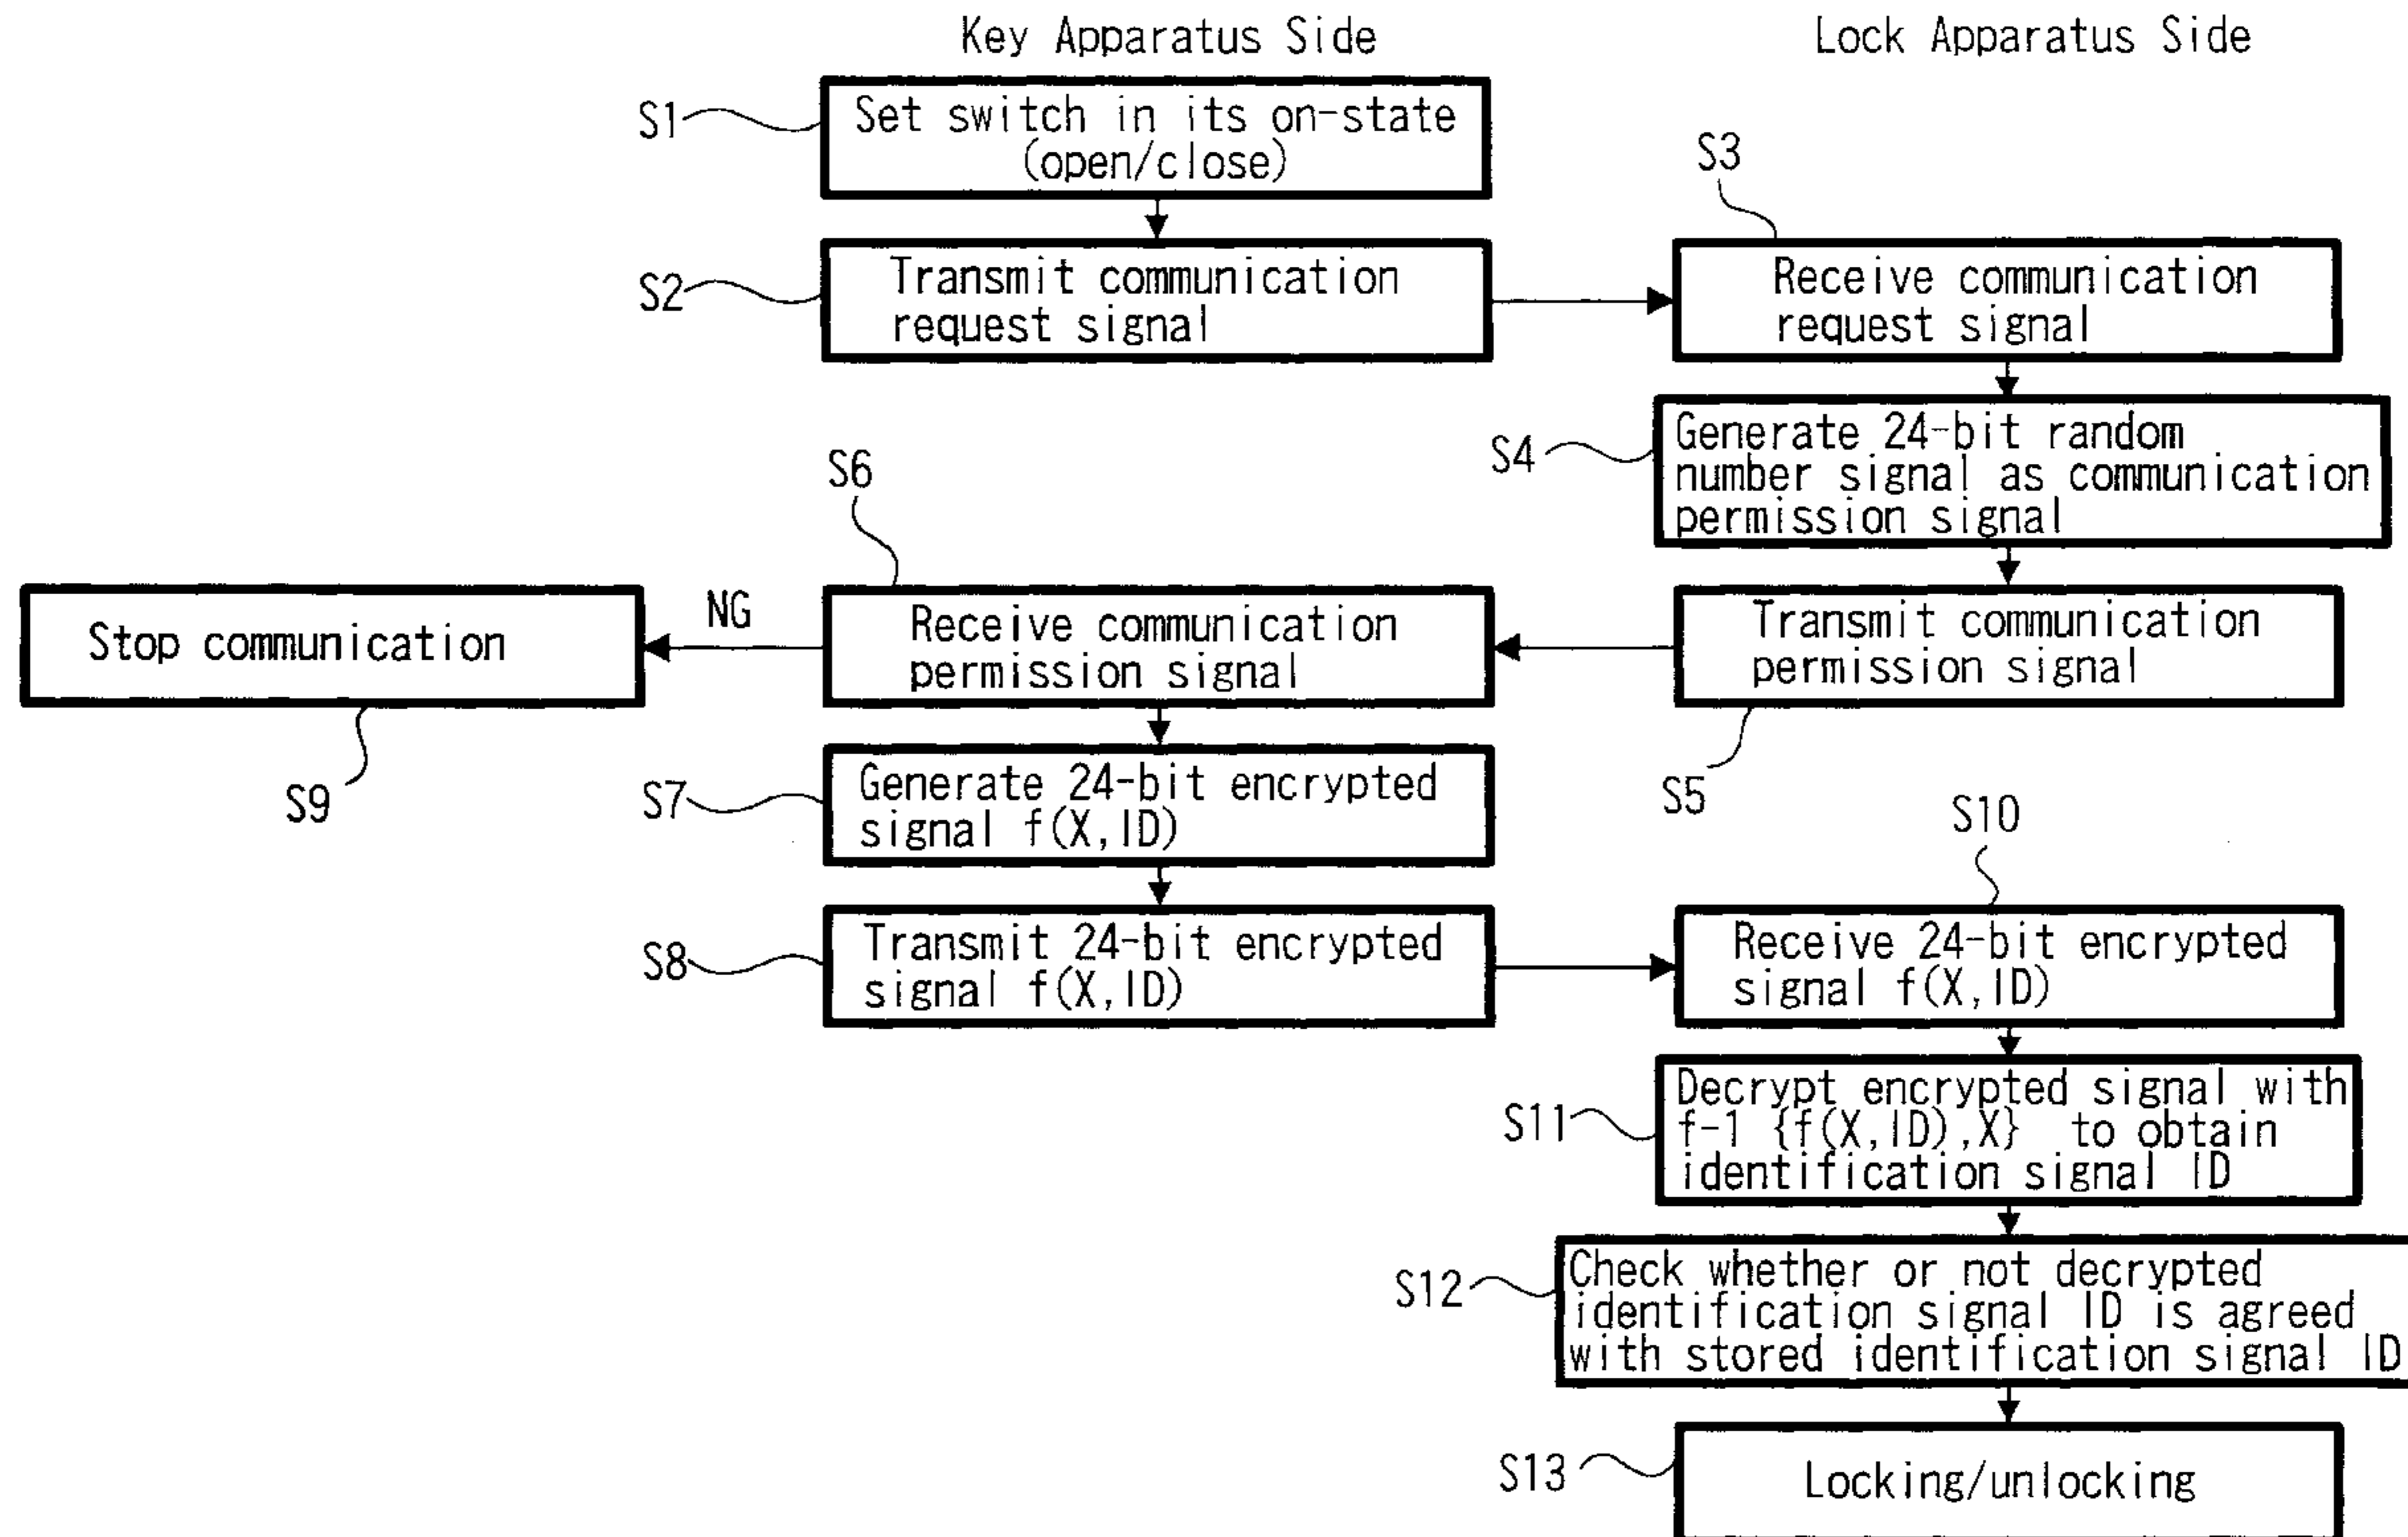 Key Apparatus Side
Lock Apparatus Side
S1
Set switch in its on-state
(open/close)
S2
Transmit communication
request signal
S3
Receive communication
request signal
S4
Generate 24-bit random
number signal as communication
permission signal
S5
Transmit communication
permission signal
S6
Receive communication
permission signal
NG
Stop communication
S9
S7
Generate 24-bit encrypted
signal f(X,ID)
S8
Transmit 24-bit encrypted
signal f(X,ID)
S10
Receive 24-bit encrypted
signal f(X,ID)
S11
Decrypt encrypted signal with
f-1 {f(X,ID),X} to obtain
identification signal ID
S12
Check whether or not decrypted
identification signal ID is agreed
with stored identification signal ID
S13
Locking/unlocking